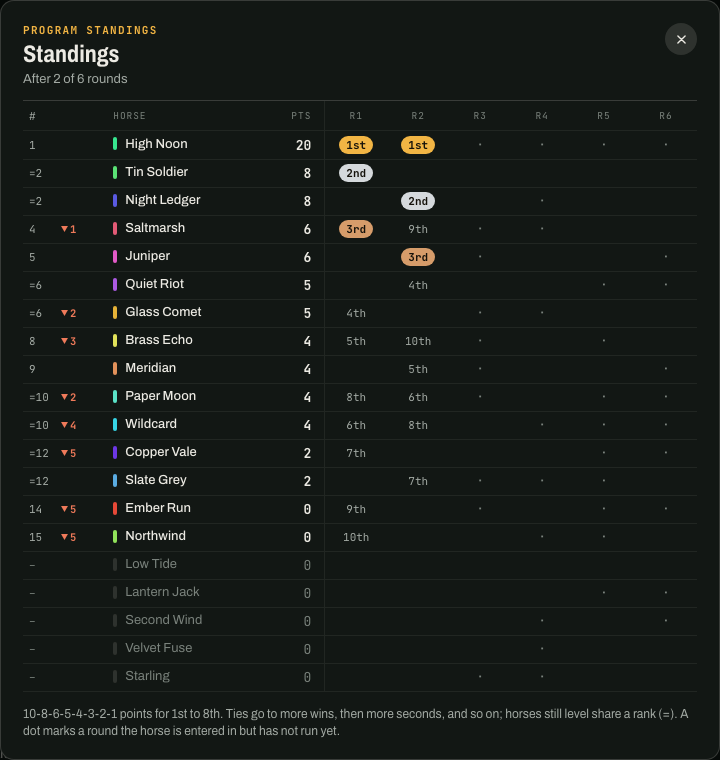 PROGRAM STANDINGS
Standings
After 2 of 6 rounds
# HORSE PTS R1 R2 R3 R4 R5 R6
1 High Noon 20 1st 1st · · · ·
=2 Tin Soldier 8 2nd
=2 Night Ledger 8 2nd ·
4 ▼1 Saltmarsh 6 3rd 9th · ·
5 Juniper 6 3rd · ·
=6 Quiet Riot 5 4th · ·
=6 ▼2 Glass Comet 5 4th · ·
8 ▼3 Brass Echo 4 5th 10th · ·
9 Meridian 4 5th · ·
=10 ▼2 Paper Moon 4 8th 6th · · ·
=10 ▼4 Wildcard 4 6th 8th · · ·
=12 ▼5 Copper Vale 2 7th · ·
=12 Slate Grey 2 7th · · ·
14 ▼5 Ember Run 0 9th · · ·
15 ▼5 Northwind 0 10th · ·
– Low Tide 0
– Lantern Jack 0 · ·
– Second Wind 0 · ·
– Velvet Fuse 0 ·
– Starling 0 · ·
10-8-6-5-4-3-2-1 points for 1st to 8th. Ties go to more wins, then more seconds, and so on; horses still level share a rank (=). A
dot marks a round the horse is entered in but has not run yet.